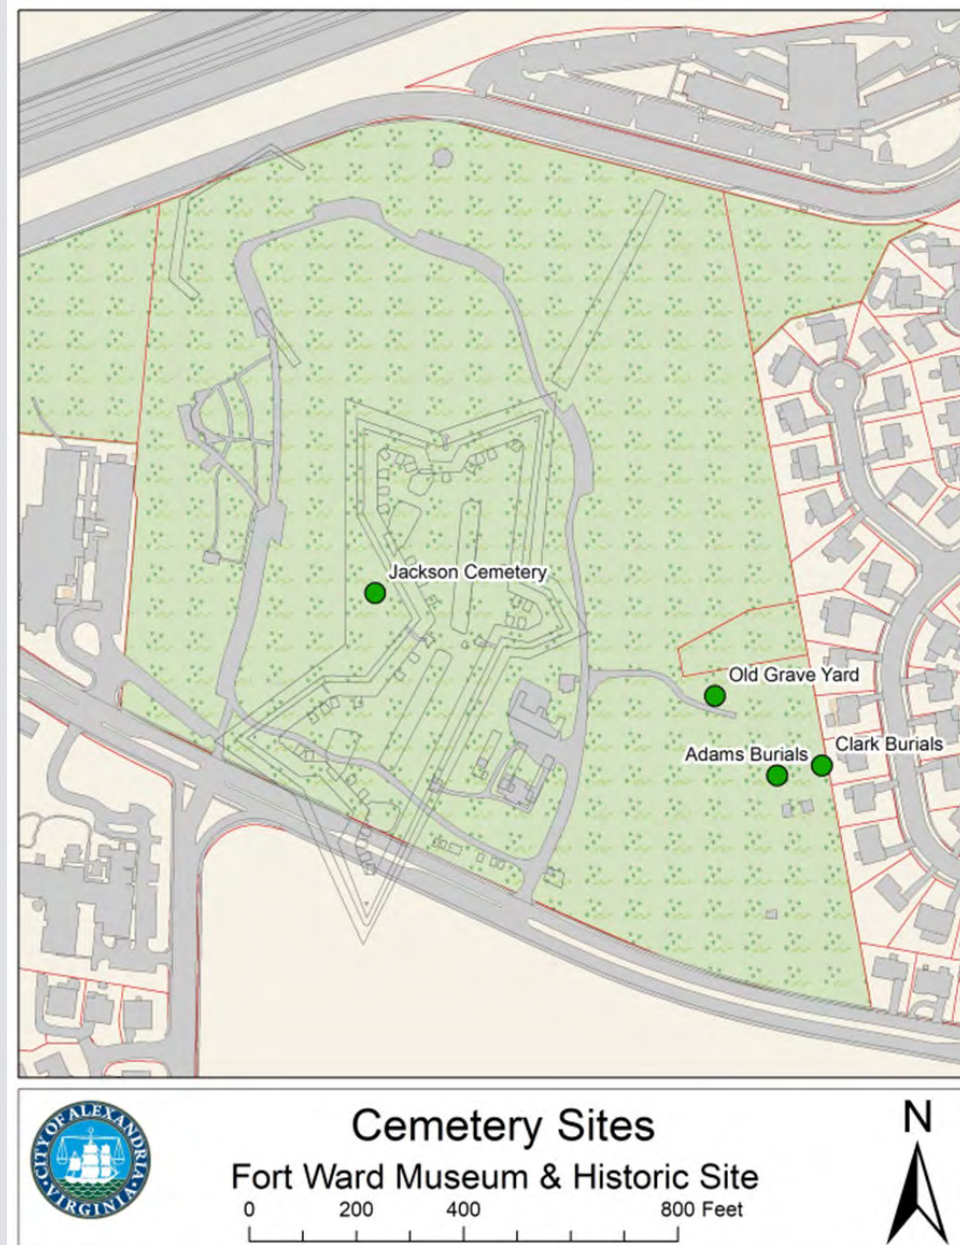 Jackson Cemetery
Old Grave Yard
Clark Burials
Adams Burials
CITY OF ALEXANDRIA
VIRGINIA
Cemetery Sites
Fort Ward Museum & Historic Site
0 200 400 800 Feet
N